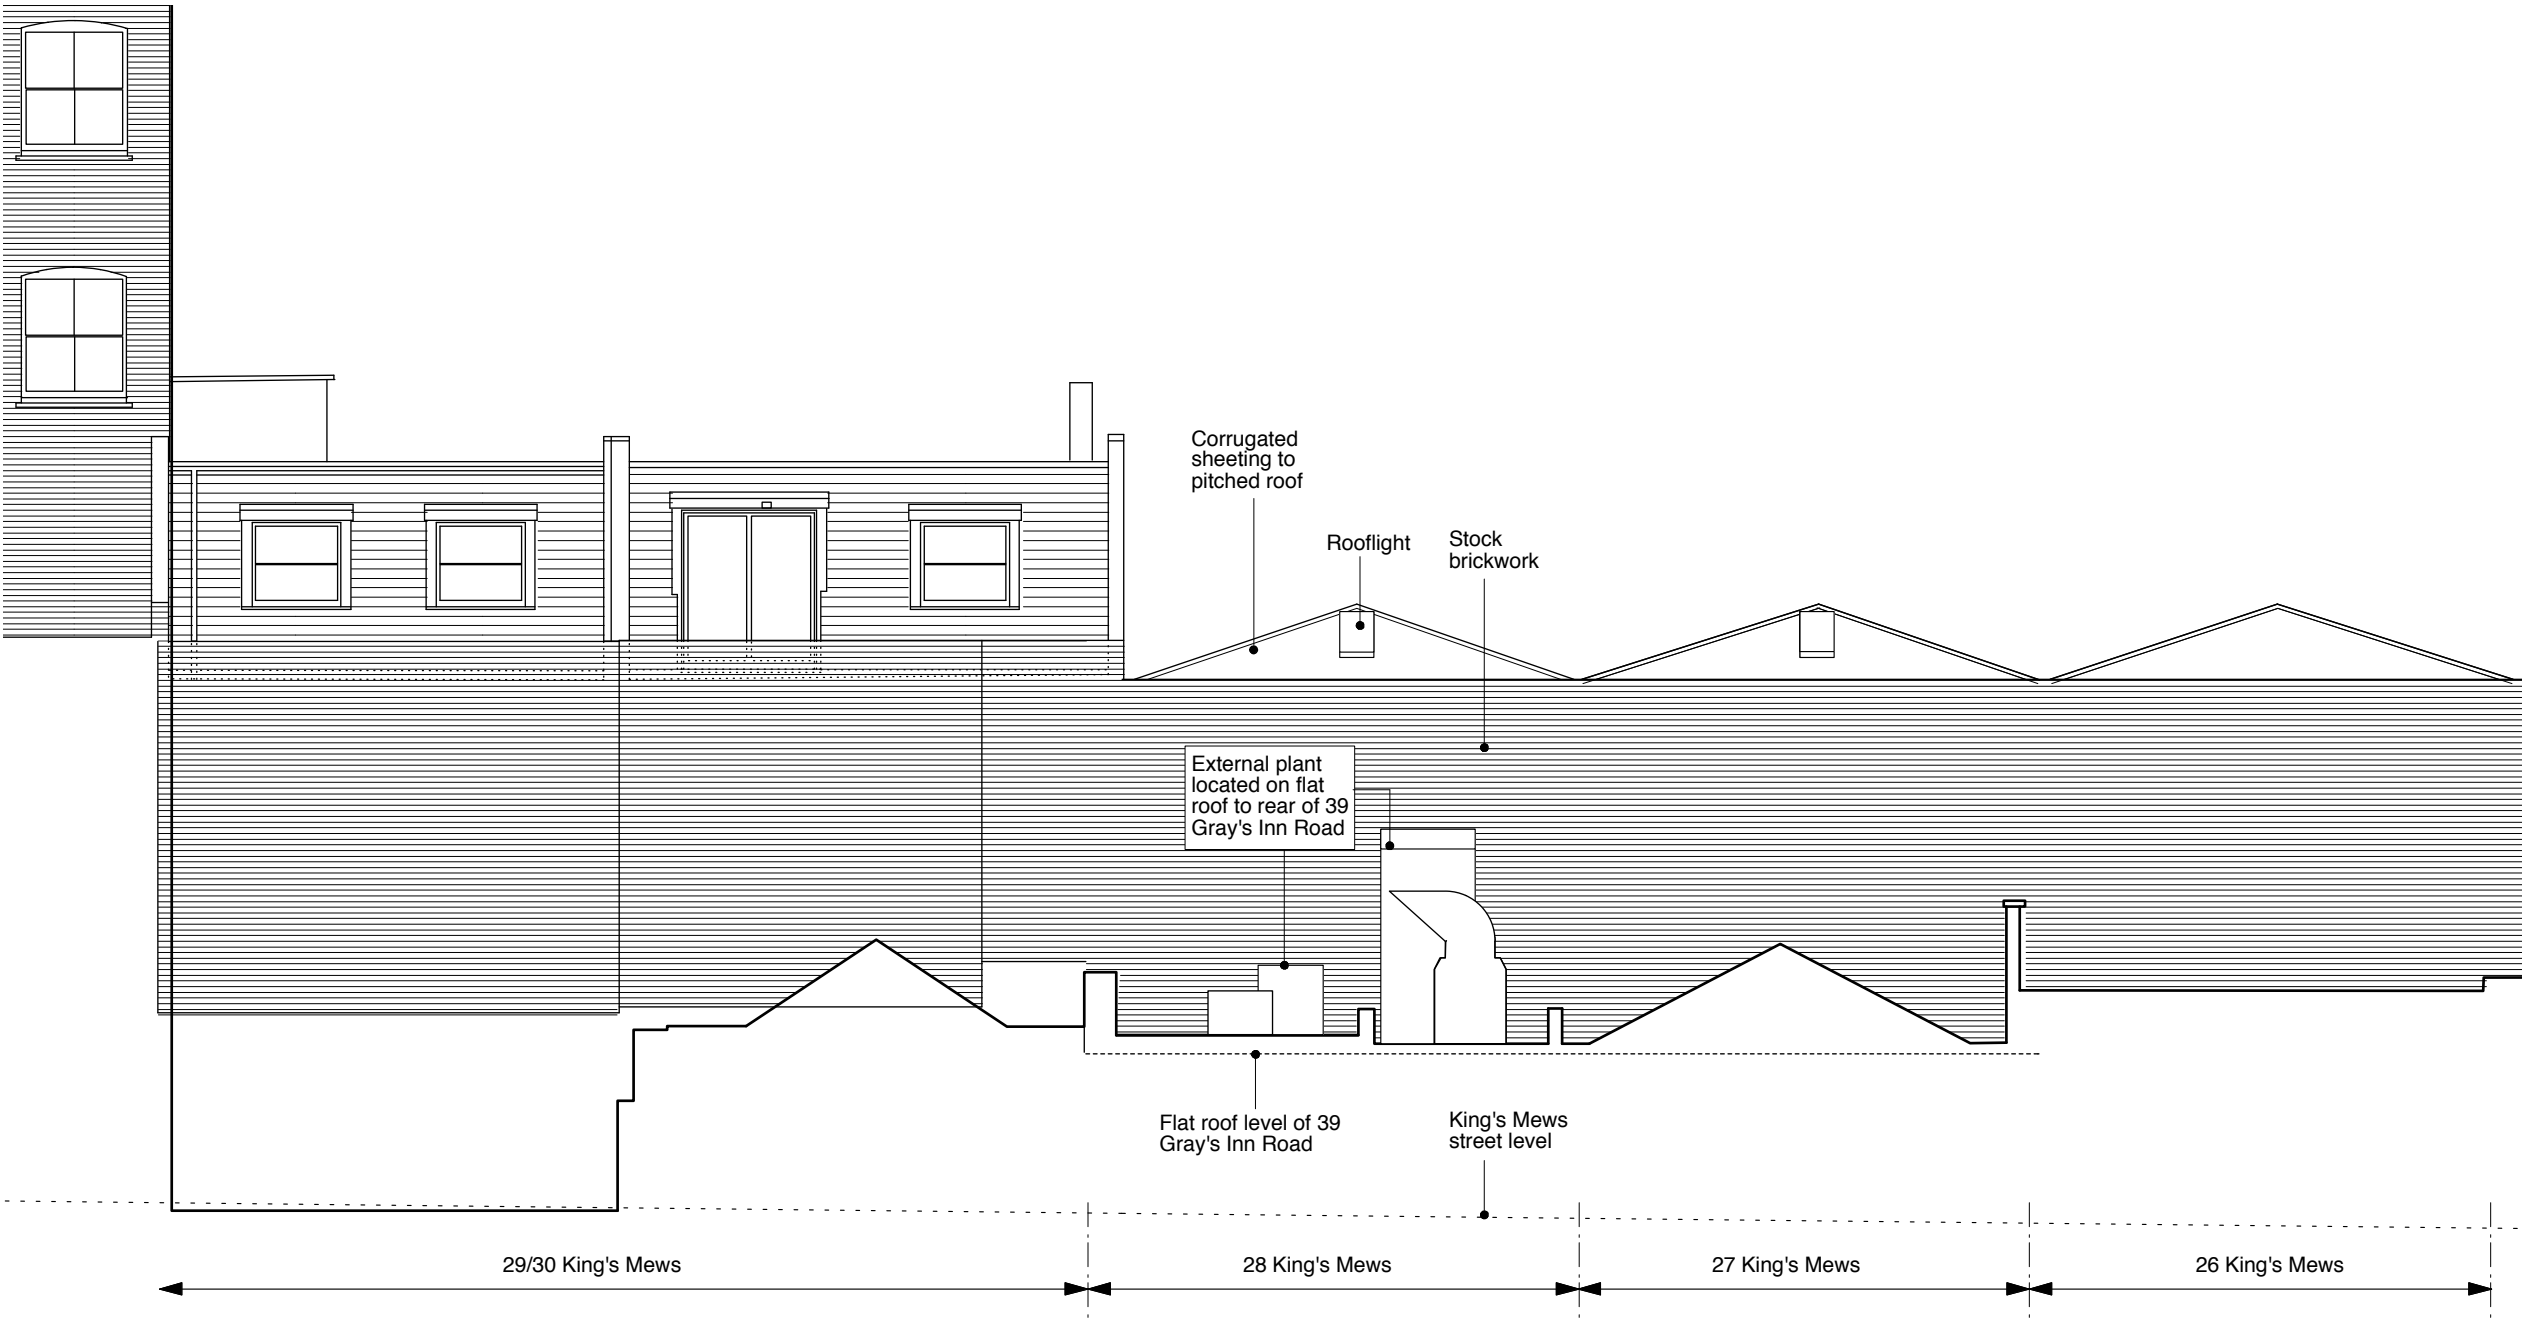 Corrugated
sheeting to
pitched roof
Rooflight
Stock
brickwork
External plant
located on flat
roof to rear of 39
Gray's Inn Road
Flat roof level of 39
Gray's Inn Road
King's Mews
street level
29/30 King's Mews
28 King's Mews
27 King's Mews
26 King's Mews